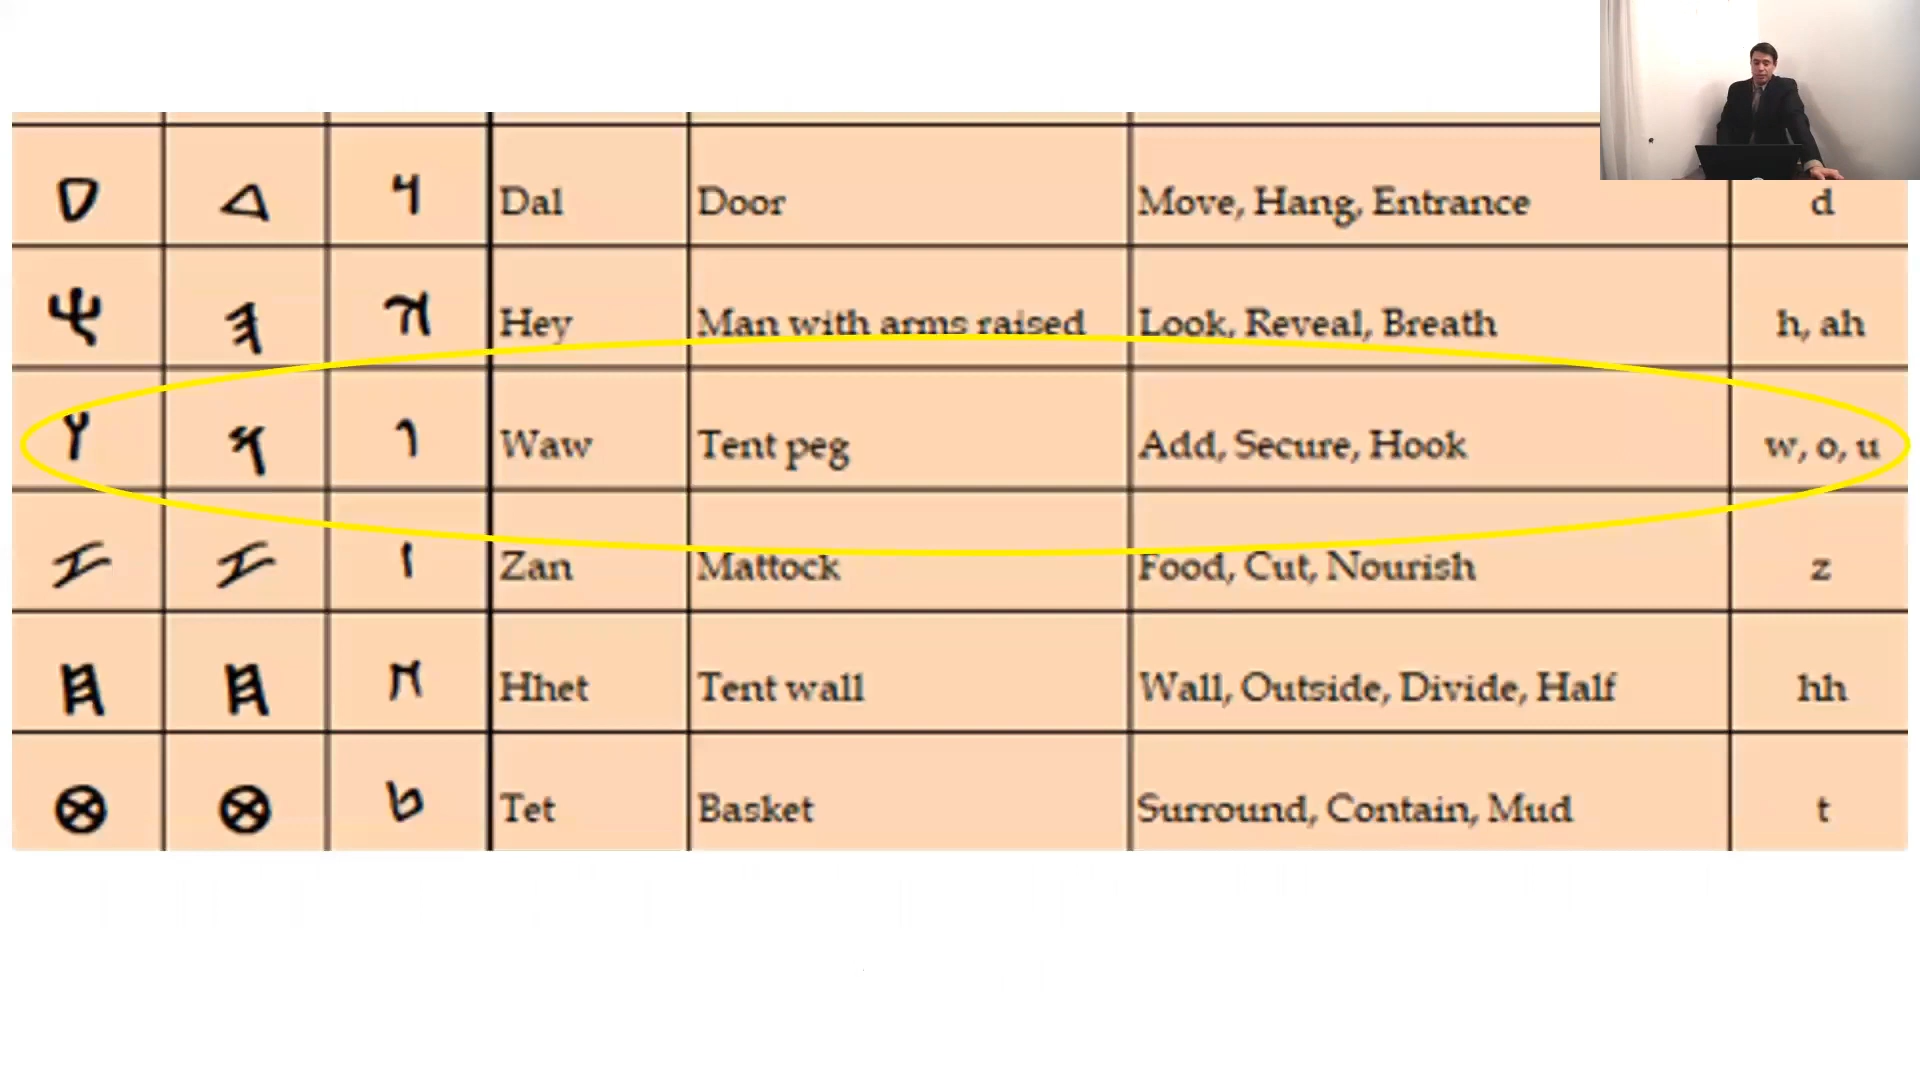 Dal Door Move, Hang, Entrance d
Hey Man with arms raised Look, Reveal, Breath h, ah
Waw Tent peg Add, Secure, Hook w, o, u
Zan Mattock Food, Cut, Nourish z
Hhet Tent wall Wall, Outside, Divide, Half hh
Tet Basket Surround, Contain, Mud t